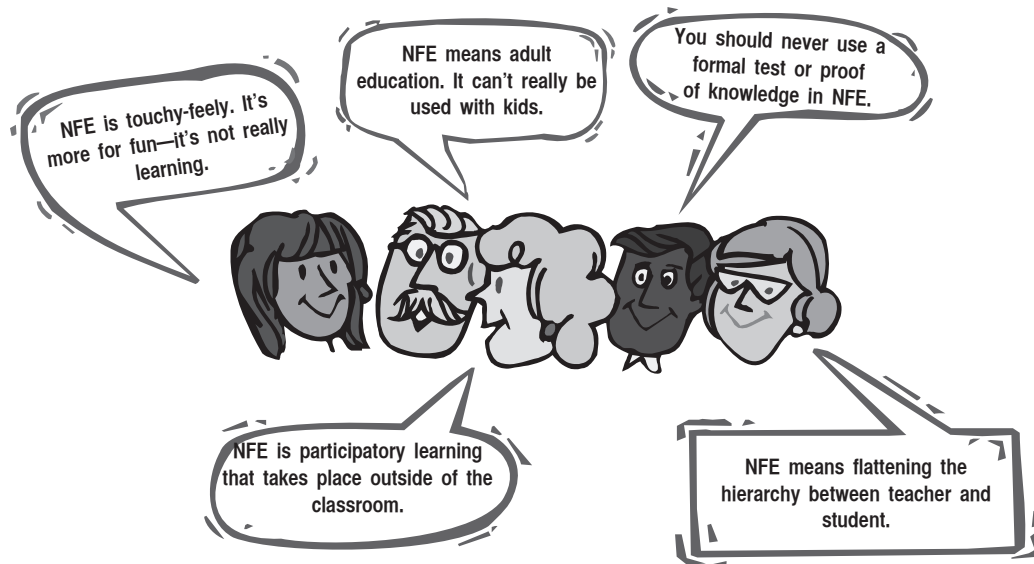 NFE is touchy-feely. It's
more for fun—it's not really
learning.
NFE means adult
education. It can't really be
used with kids.
You should never use a
formal test or proof
of knowledge in NFE.
NFE is participatory learning
that takes place outside of the
classroom.
NFE means flattening the
hierarchy between teacher and
student.